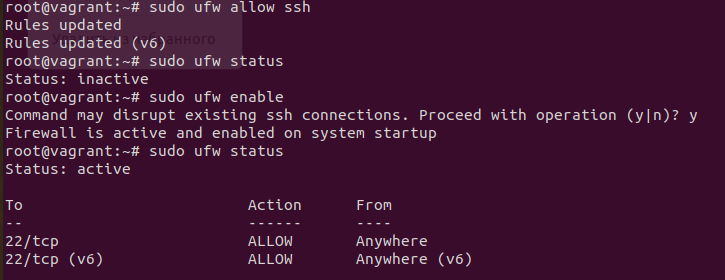 root@vagrant:~# sudo ufw allow ssh
Rules updated
Rules updated (v6)
root@vagrant:~# sudo ufw status
Status: inactive
root@vagrant:~# sudo ufw enable
Command may disrupt existing ssh connections. Proceed with operation (y|n)? y
Firewall is active and enabled on system startup
root@vagrant:~# sudo ufw status
Status: active
To Action From
-- ------ ----
22/tcp ALLOW Anywhere
22/tcp (v6) ALLOW Anywhere (v6)